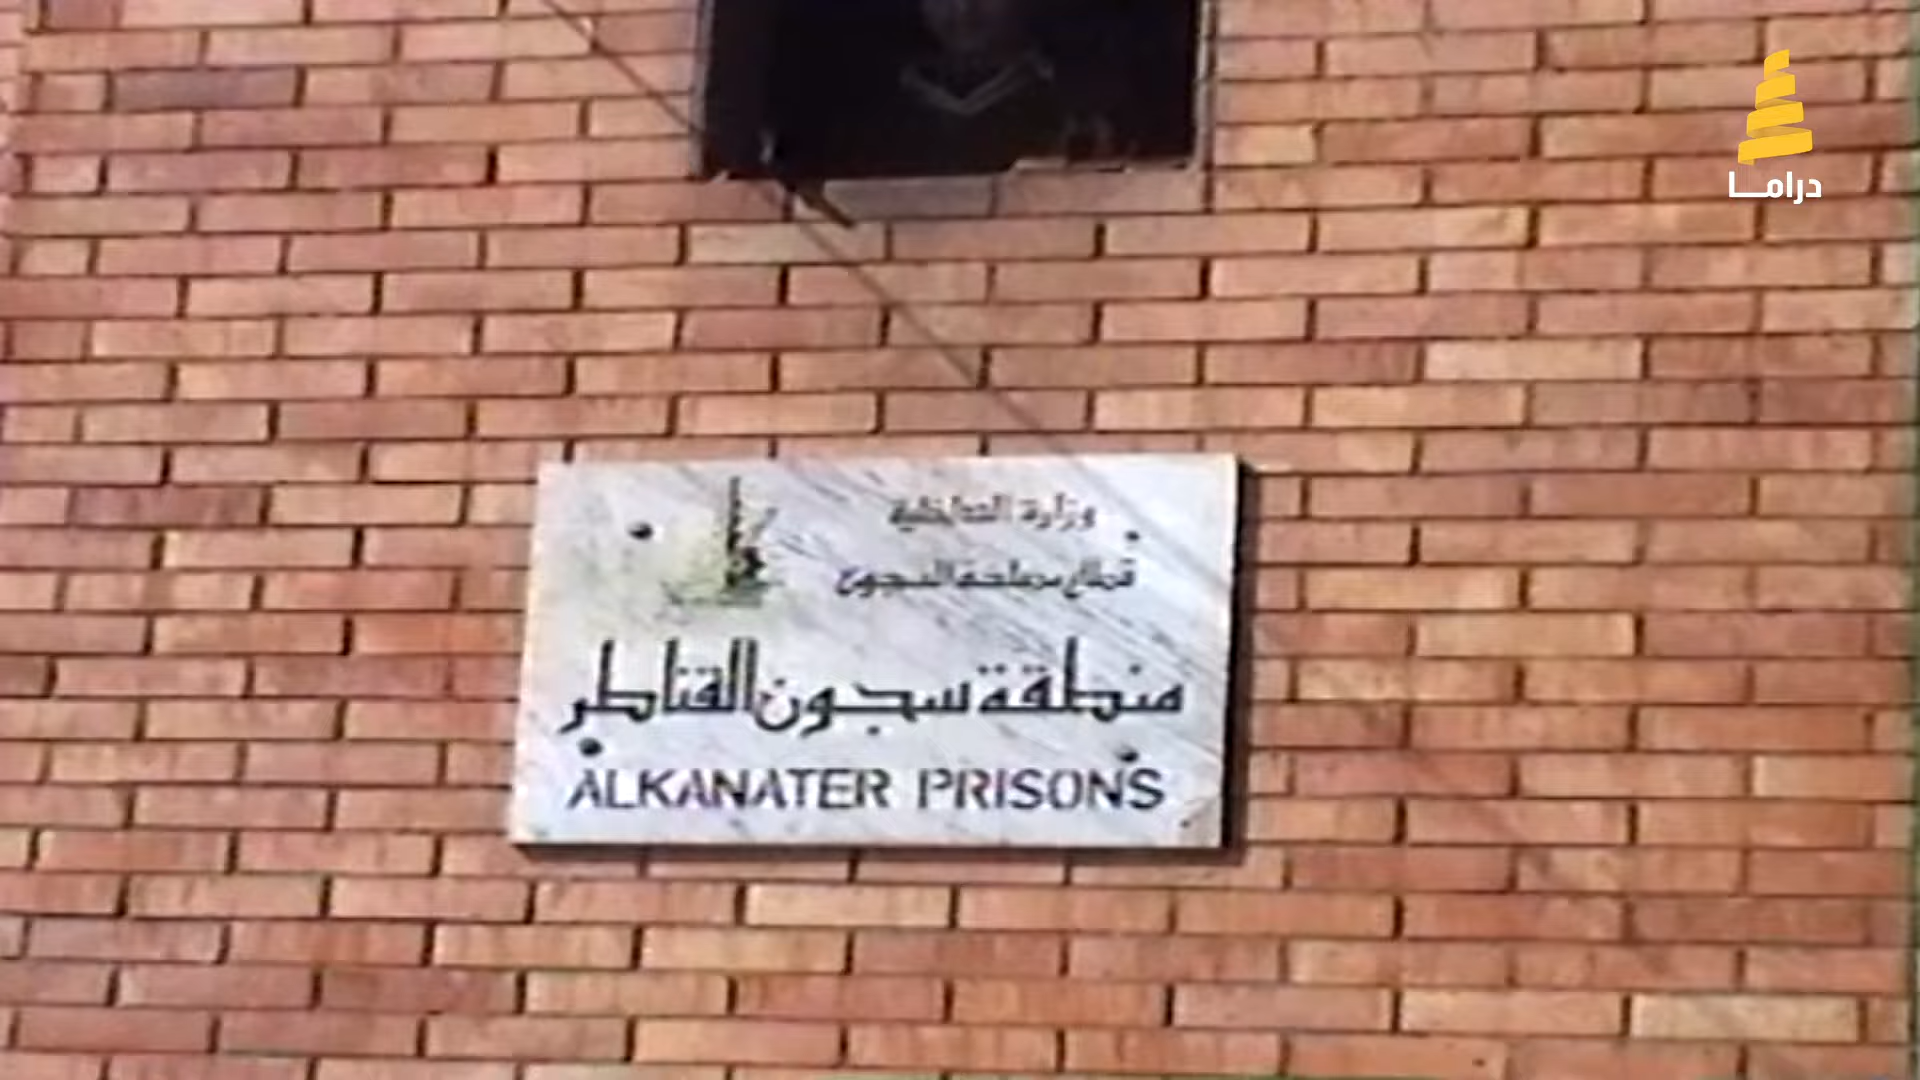 دراما
وزارة الداخلية
قطاع مصلحة السجون
منطقة سجون القناطر
ALKANATER PRISONS